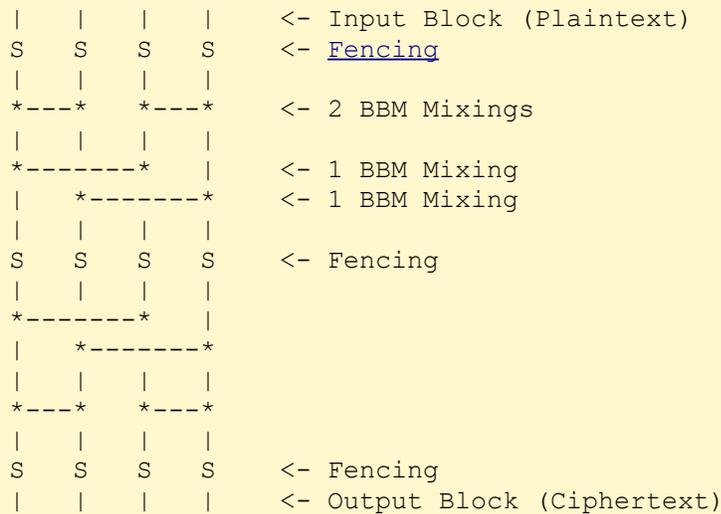 |   |   |   |    <- Input Block (Plaintext)
S   S   S   S    <- Fencing
|   |   |   |
*---*   *---*    <- 2 BBM Mixings
|   |   |   |
*-------*   |    <- 1 BBM Mixing
|   *-------*    <- 1 BBM Mixing
|   |   |   |
S   S   S   S    <- Fencing
|   |   |   |
*-------*   |
|   *-------*
|   |   |   |
*---*   *---*
|   |   |   |
S   S   S   S    <- Fencing
|   |   |   |    <- Output Block (Ciphertext)